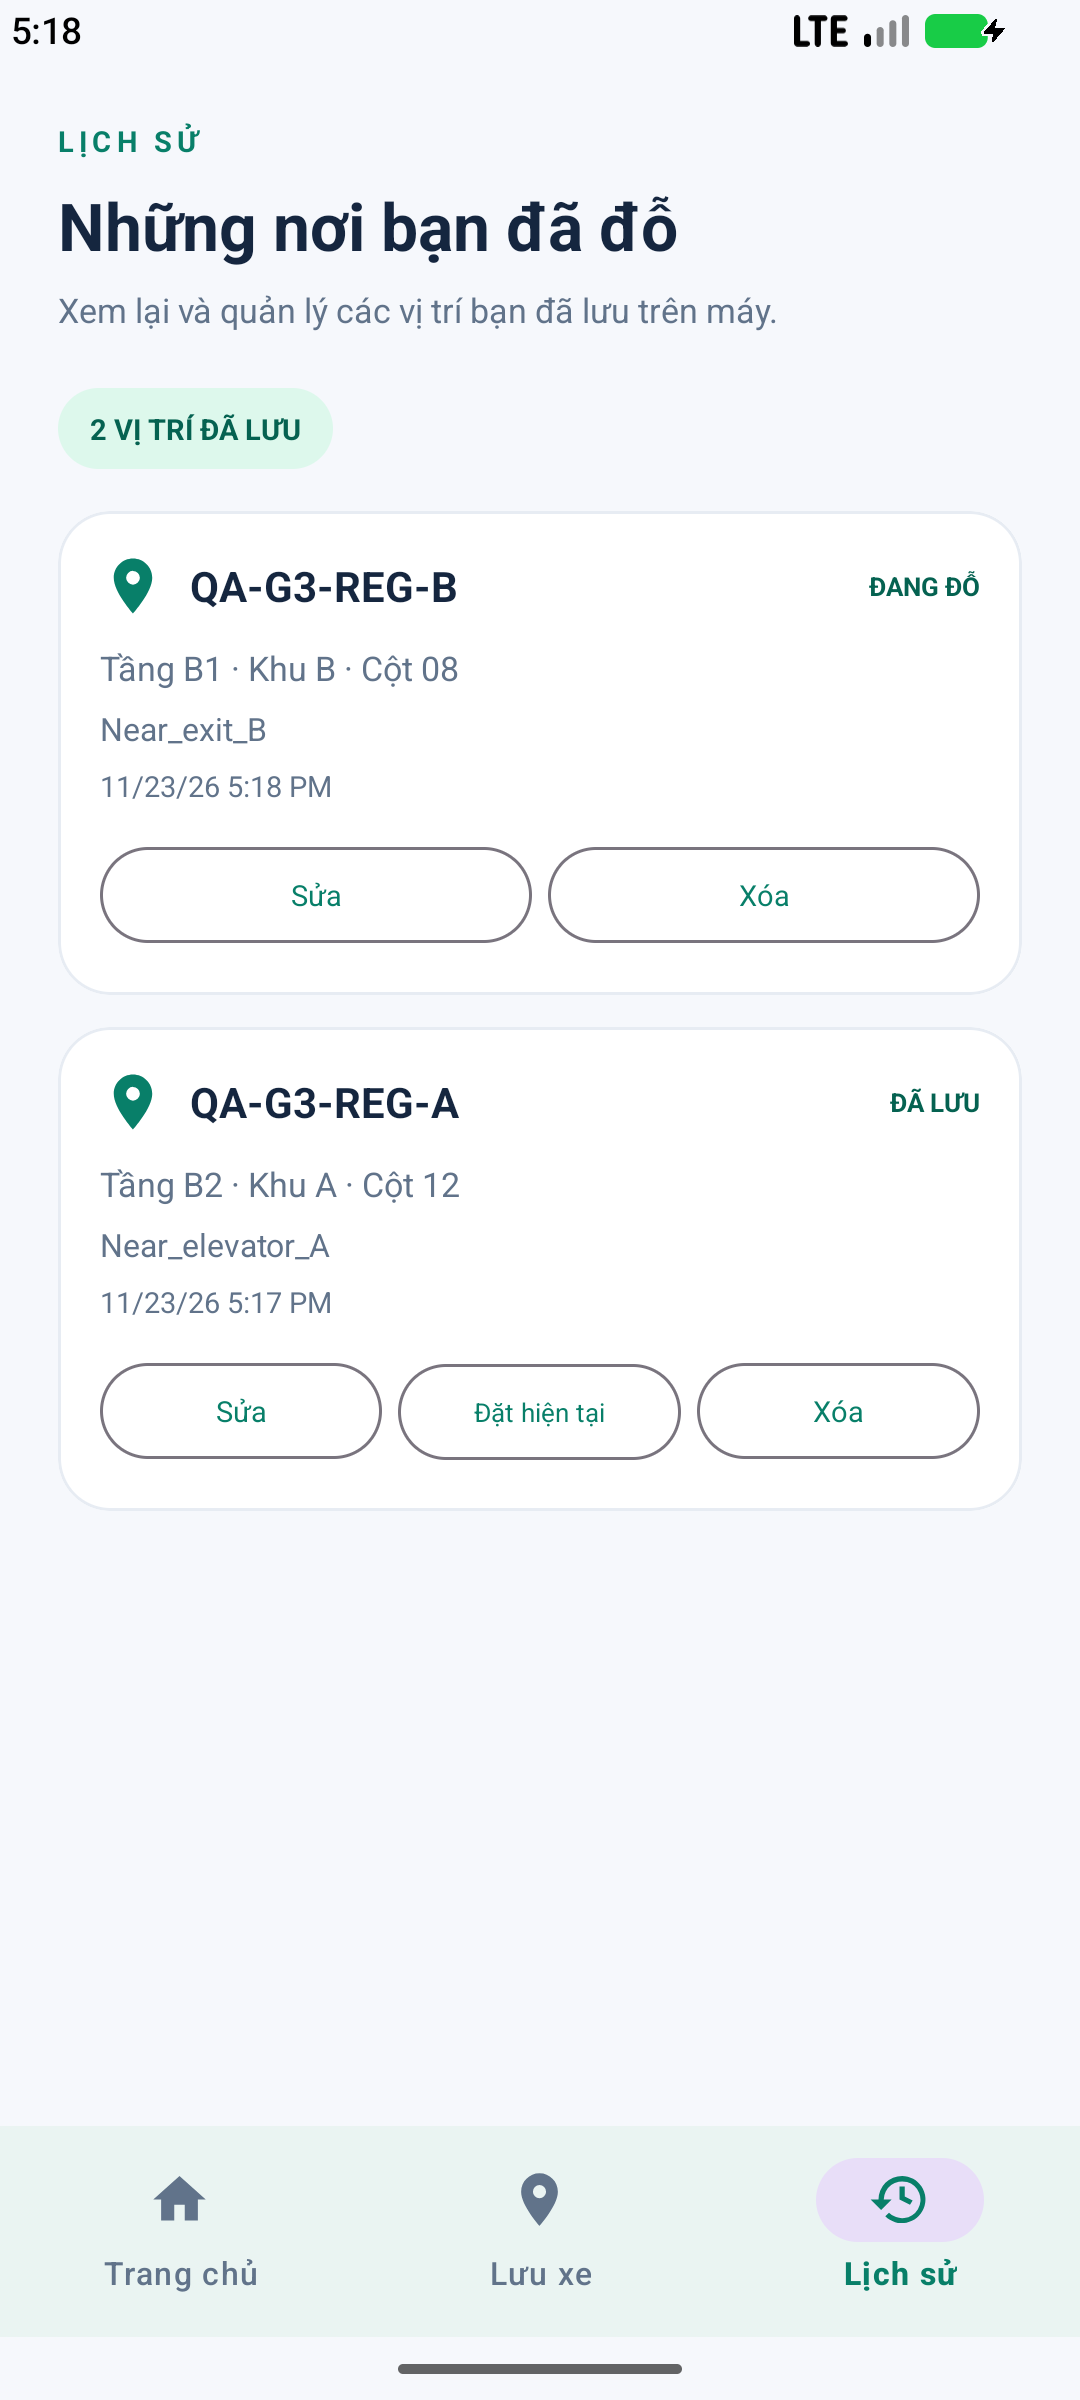 5:18
LTE
LỊCH SỬ
Những nơi bạn đã đỗ
Xem lại và quản lý các vị trí bạn đã lưu trên máy.
2 VỊ TRÍ ĐÃ LƯU
QA-G3-REG-B
ĐANG ĐỖ
Tầng B1 · Khu B · Cột 08
Near_exit_B
11/23/26 5:18 PM
Sửa
Xóa
QA-G3-REG-A
ĐÃ LƯU
Tầng B2 · Khu A · Cột 12
Near_elevator_A
11/23/26 5:17 PM
Sửa
Đặt hiện tại
Xóa
Trang chủ
Lưu xe
Lịch sử